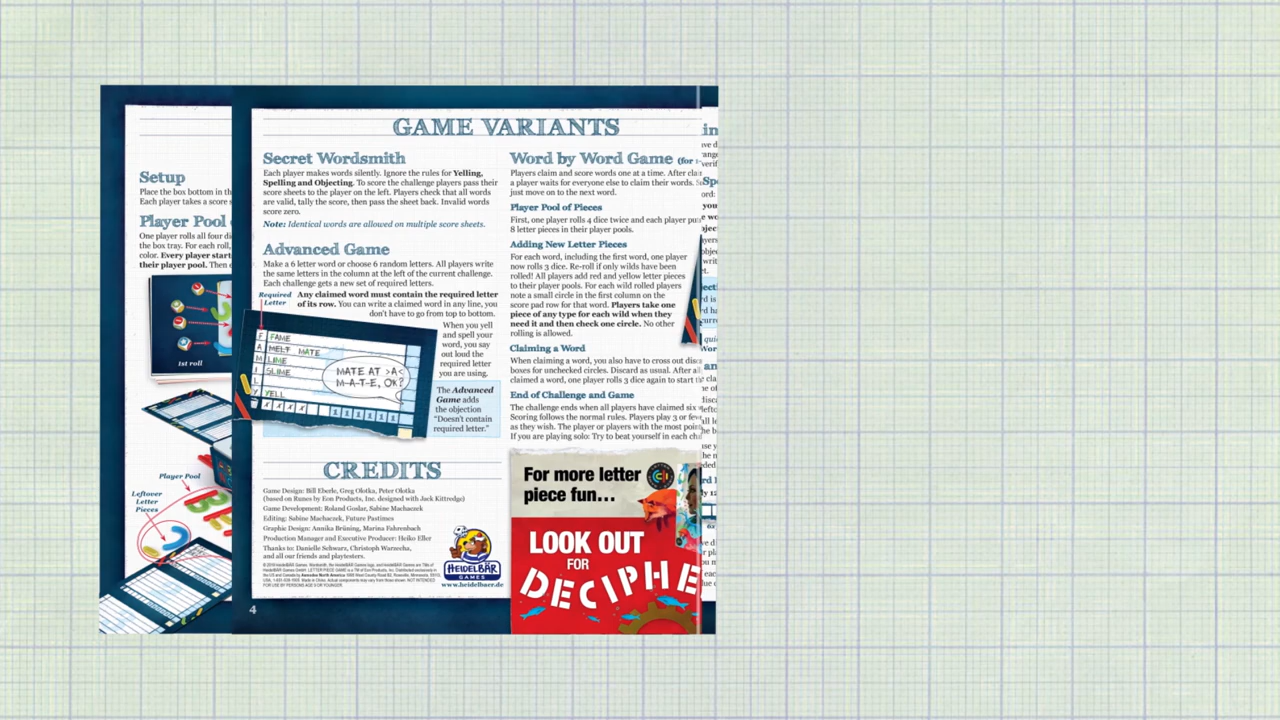 GAME VARIANTS
Secret Wordsmith
Each player makes words silently. Ignore the rules for Yelling,
Spelling and Objecting. To score the challenge players pass their
score sheets to the player on the left. Players check that all words
are valid, tally the score, then pass the sheet back. Invalid words
score zero.
Note: Identical words are allowed on multiple score sheets.
Advanced Game
Make a 6 letter word or choose 6 random letters. All players write
the same letters in the column at the left of the current challenge.
Each challenge gets a new set of required letters.
Required
Letter
Any claimed word must contain the required letter
of its row. You can write a claimed word in any line, you
don't have to go from top to bottom.
When you yell
and spell your
word, you say
out loud the
required letter
you are using.
F FAME
A MELT MATE
M LIME
I SLIME
L
Y YELL
X X X X
1 1 1 1 1 1
MATE AT >A<
M-A-T-E, OK?
The Advanced
Game adds
the objection
"Doesn't contain
required letter."
CREDITS
Game Design: Bill Eberle, Greg Olotka, Peter Olotka
(based on Runes by Eon Products, Inc. designed with Jack Kittredge)
Game Development: Roland Goslar, Sabine Machaczek
Editing: Sabine Machaczek, Future Pastimes
Graphic Design: Annika Brüning, Marina Fahrenbach
Production Manager and Executive Producer: Heiko Eller
Thanks to: Danielle Schwarz, Christoph Warzecha,
and all our friends and playtesters.
HEIDELBÄR
GAMES
www.heidelbaer.de
4
Word by Word Game (for
Players claim and score words one at a time. After
a player waits for everyone else to claim their words.
just move on to the next word.
Player Pool of Pieces
First, one player rolls 4 dice twice and each player
8 letter pieces in their player pools.
Adding New Letter Pieces
For each word, including the first word, one player
now rolls 3 dice. Re-roll if only wilds have been
rolled! All players add red and yellow letter pieces
to their player pools. For each wild rolled players
note a small circle in the first column on the
score pad row for that word. Players take one
piece of any type for each wild when they
need it and then check one circle. No other
rolling is allowed.
Claiming a Word
When claiming a word, you also have to cross out
boxes for unchecked circles. Discard as usual. After
claimed a word, one player rolls 3 dice again to start
End of Challenge and Game
The challenge ends when all players have claimed six
Scoring follows the normal rules. Players play 3 or
as they wish. The player or players with the most
If you are playing solo: Try to beat yourself in each
For more letter
piece fun...
LOOK OUT
FOR
DECIPHE
Setup
Place the box bottom in th
Each player takes a score s
Player Pool
One player rolls all four di
the box tray. For each roll,
color. Every player start
their player pool. Then
1st roll
Player Pool
Leftover
Letter
Pieces